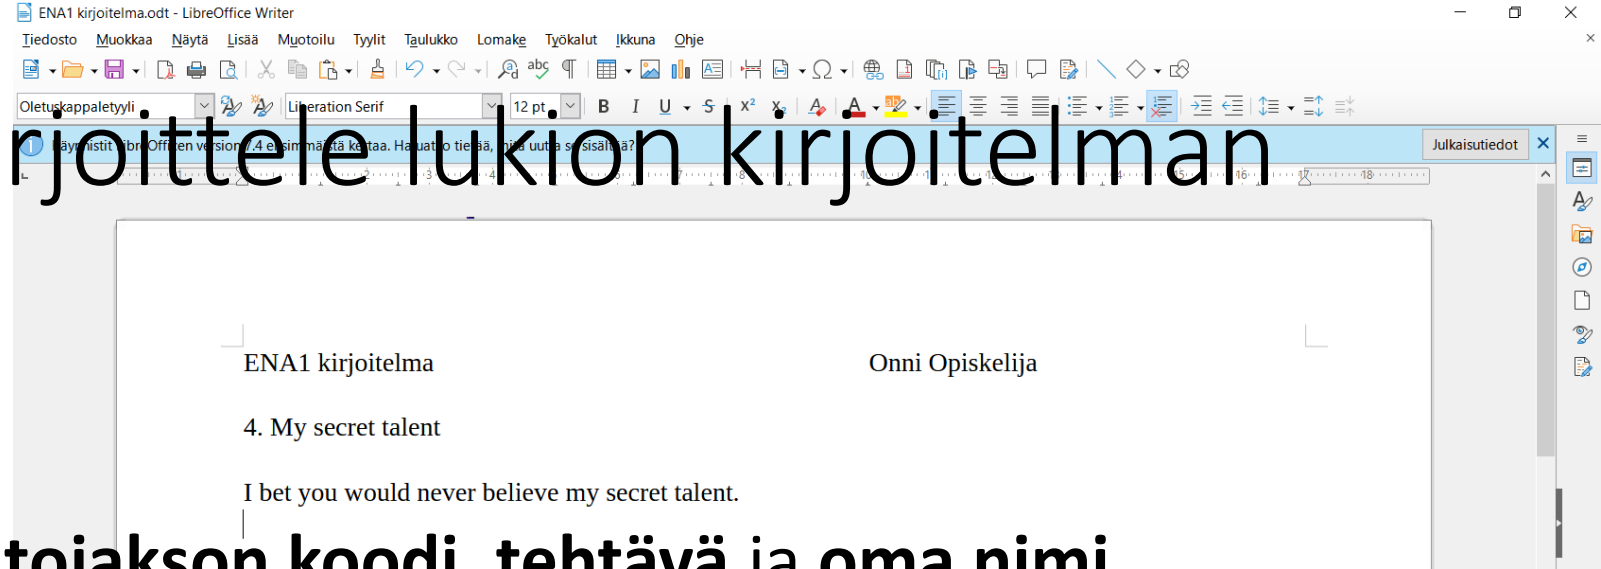 ENA1 kirjoitelma.odt - LibreOffice Writer
Tiedosto Muokkaa Näytä Lisää Muotoilu Tyylit Taulukko Lomake Työkalut Ikkuna Ohje
Oletuskappaletyyli Liberation Serif 12 pt
rjoittele lukion kirjoitelman
Julkaisutiedot
ENA1 kirjoitelma Onni Opiskelija
4. My secret talent
I bet you would never believe my secret talent.
tojakson koodi, tehtävä ja oma nimi